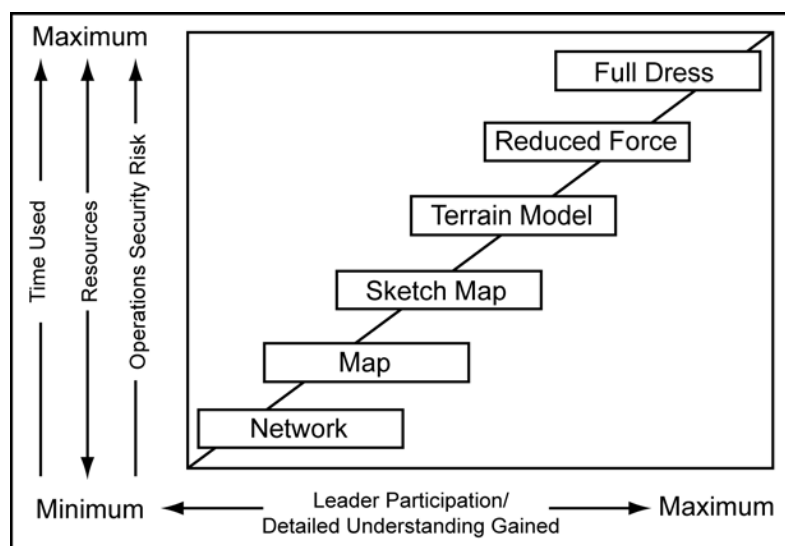 Maximum
Full Dress
Reduced Force
Terrain Model
Sketch Map
Map
Network
Time Used
Resources
Operations Security Risk
Minimum
Leader Participation/
Detailed Understanding Gained
Maximum